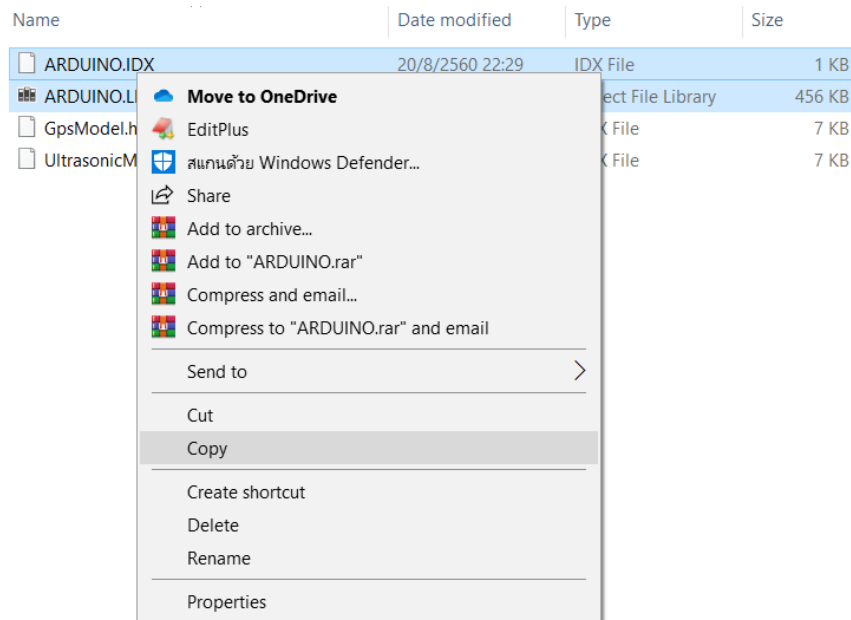 Name Date modified Type Size
ARDUINO.IDX 20/8/2560 22:29 IDX File 1 KB
ARDUINO.LI ect File Library 456 KB
GpsModel.h File 7 KB
UltrasonicM File 7 KB
Move to OneDrive
EditPlus
สแกนด้วย Windows Defender...
Share
Add to archive...
Add to "ARDUINO.rar"
Compress and email...
Compress to "ARDUINO.rar" and email
Send to
Cut
Copy
Create shortcut
Delete
Rename
Properties